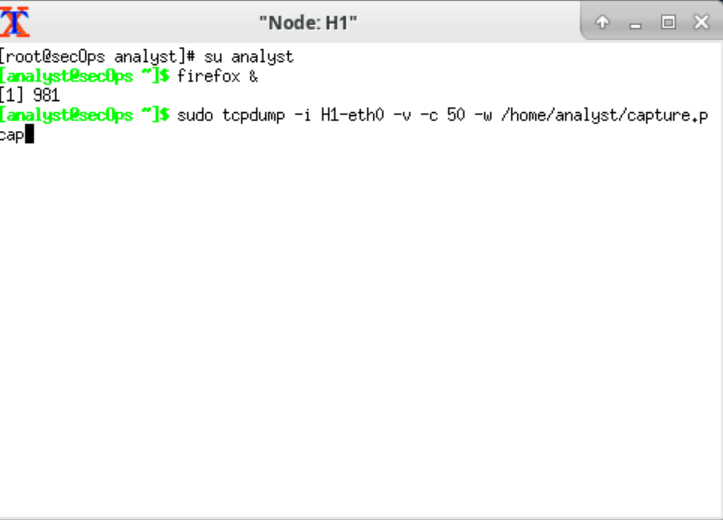 "Node: H1"
[root@secOps analyst]# su analyst
[analyst@secOps ~]$ firefox &
[1] 981
[analyst@secOps ~]$ sudo tcpdump -i H1-eth0 -v -c 50 -w /home/analyst/capture.p
cap